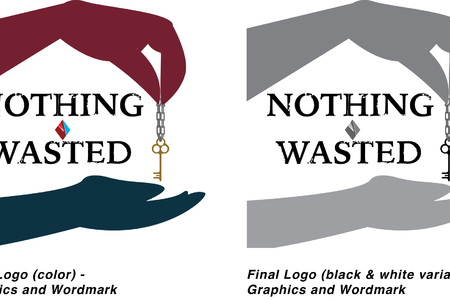 NOTHING
WASTED
NOTHING
WASTED
Logo (color) -
ics and Wordmark
Final Logo (black & white varia
Graphics and Wordmark